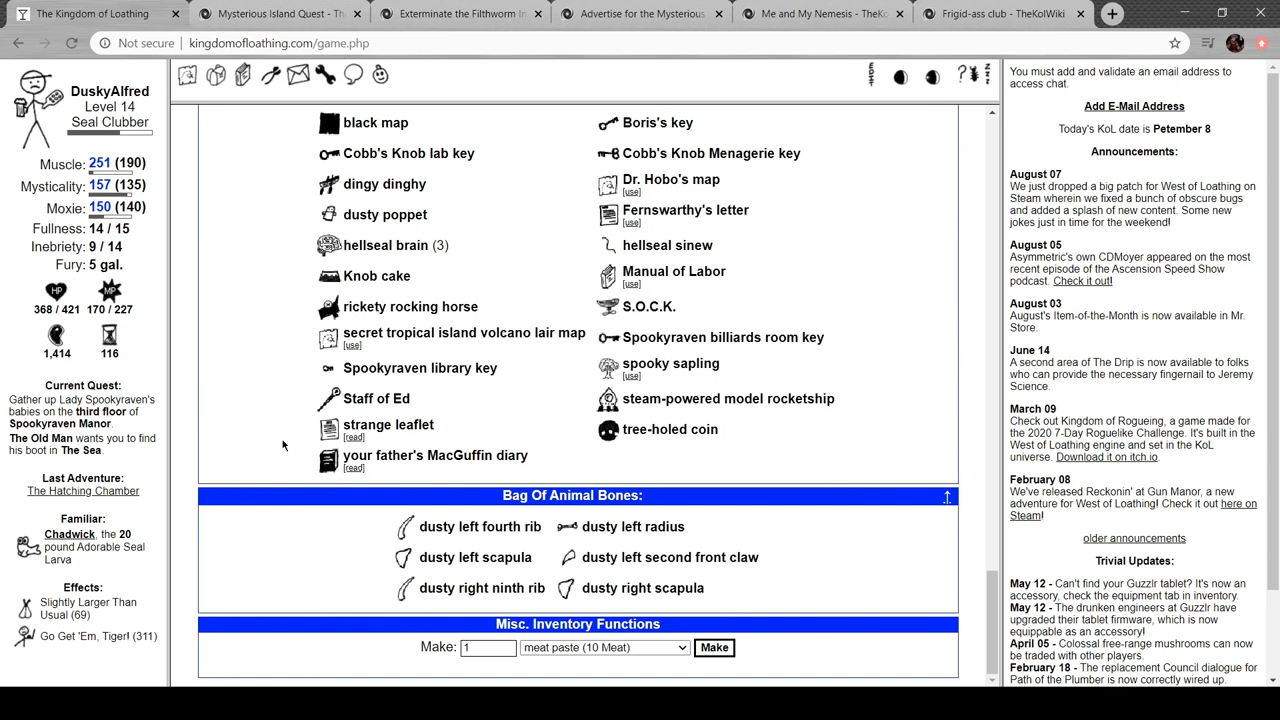 The Kingdom of Loathing
Mysterious Island Quest - The
Exterminate the Filthworm In
Advertise for the Mysterious
Me and My Nemesis - TheKo
Frigid-ass club - TheKolWiki
Not secure
kingdomofloathing.com/game.php
DuskyAlfred
Level 14
Seal Clubber
Muscle: 251 (190)
Mysticality: 157 (135)
Moxie: 150 (140)
Fullness: 14 / 15
Inebriety: 9 / 14
Fury: 5 gal.
HP
MP
368 / 421
170 / 227
1,414
116
Current Quest:
Gather up Lady Spookyraven's
babies on the third floor of
Spookyraven Manor.
The Old Man wants you to find
his boot in The Sea.
Last Adventure:
The Hatching Chamber
Familiar:
Chadwick, the 20
pound Adorable Seal
Larva
Effects:
Slightly Larger Than
Usual (69)
Go Get 'Em, Tiger! (311)
black map
Boris's key
Cobb's Knob lab key
Cobb's Knob Menagerie key
dingy dinghy
Dr. Hobo's map
[use]
dusty poppet
Fernswarthy's letter
[use]
hellseal brain (3)
hellseal sinew
Knob cake
Manual of Labor
[use]
rickety rocking horse
S.O.C.K.
secret tropical island volcano lair map
[use]
Spookyraven billiards room key
Spookyraven library key
spooky sapling
[use]
Staff of Ed
steam-powered model rocketship
strange leaflet
[read]
tree-holed coin
your father's MacGuffin diary
[read]
Bag Of Animal Bones:
dusty left fourth rib
dusty left radius
dusty left scapula
dusty left second front claw
dusty right ninth rib
dusty right scapula
Misc. Inventory Functions
Make: 1 meat paste (10 Meat) Make
You must add and validate an email address to
access chat.
Add E-Mail Address
Today's KoL date is Petember 8
Announcements:
August 07
We just dropped a big patch for West of Loathing on
Steam wherein we fixed a bunch of obscure bugs
and added a splash of new content. Some new
jokes just in time for the weekend!
August 05
Asymmetric's own CDMoyer appeared on the most
recent episode of the Ascension Speed Show
podcast. Check it out!
August 03
August's Item-of-the-Month is now available in Mr.
Store.
June 14
A second area of The Drip is now available to folks
who can provide the necessary fingernail to Jeremy
Science.
March 09
Check out Kingdom of Rogueing, a game made for
the 2020 7-Day Roguelike Challenge. It's built in the
West of Loathing engine and set in the KoL
universe. Download it on itch io.
February 08
We've released Reckonin' at Gun Manor, a new
adventure for West of Loathing! Check it out here on
Steam!
older announcements
Trivial Updates:
May 12 - Can't find your Guzzlr tablet? It's now an
accessory, check the equipment tab in inventory.
May 12 - The drunken engineers at Guzzlr have
upgraded their tablet firmware, which is now
equippable as an accessory!
April 05 - Colossal free-range mushrooms can now
be traded with other players.
February 18 - The replacement Council dialogue for
Path of the Plumber is now correctly wired up.